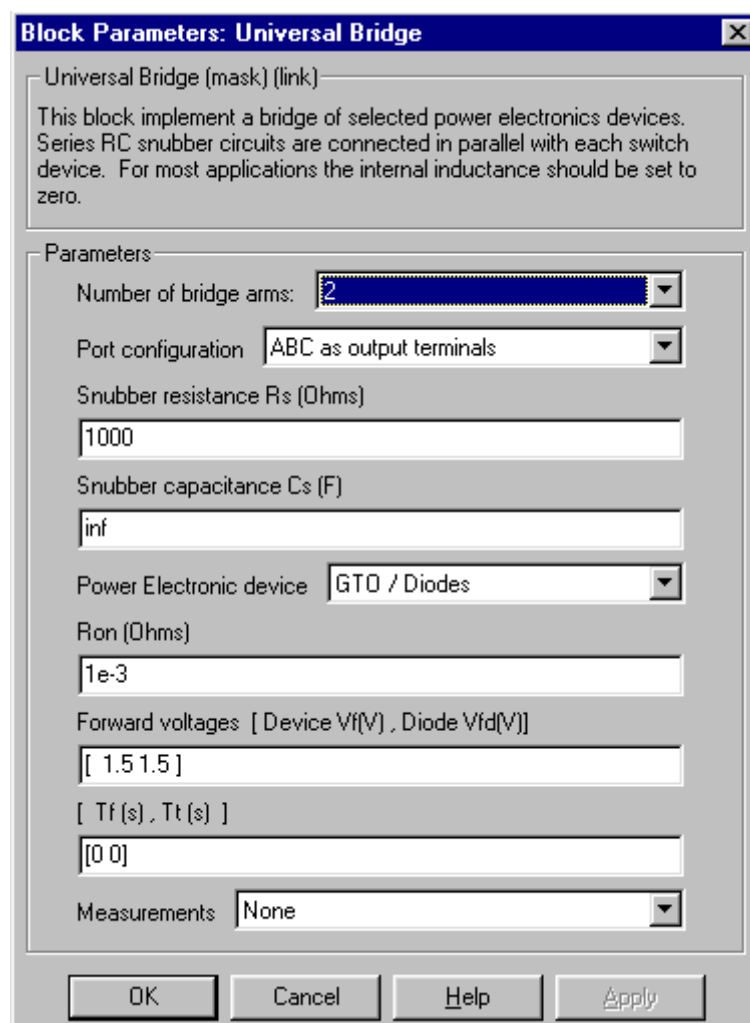 Block Parameters: Universal Bridge
Universal Bridge (mask) (link)
This block implement a bridge of selected power electronics devices.
Series RC snubber circuits are connected in parallel with each switch
device. For most applications the internal inductance should be set to
zero.
Parameters
Number of bridge arms: 2
Port configuration ABC as output terminals
Snubber resistance Rs (Ohms)
1000
Snubber capacitance Cs (F)
inf
Power Electronic device GTO / Diodes
Ron (Ohms)
1e-3
Forward voltages [ Device Vf(V) , Diode Vfd(V)]
[ 1.5 1.5 ]
[ Tf (s) , Tt (s) ]
[0 0]
Measurements None
OK Cancel Help Apply